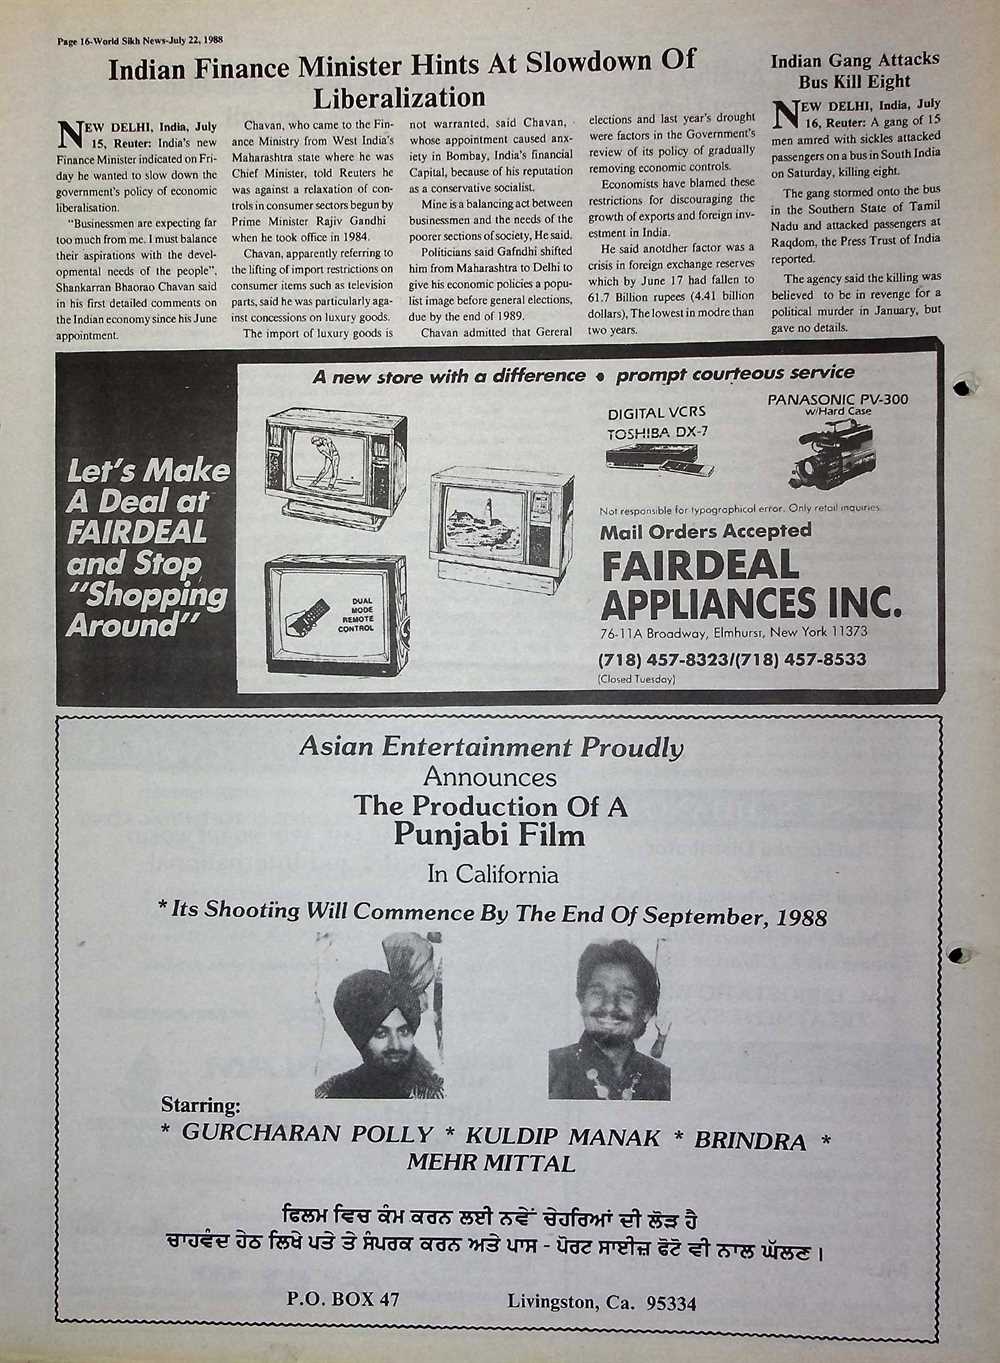 Page 16-World Sikh News-July 22, 1988
Indian Finance Minister Hints At Slowdown Of
Liberalization
NEW DELHI, India, July
15, Reuter: India's new
Finance Minister indicated on Fri-
day he wanted to slow down the
government's policy of economic
liberalisation.
"Businessmen are expecting far
too much from me. I must balance
their aspirations with the devel-
opmental needs of the people",
Shankarran Bhaorao Chavan said
in his first detailed comments on
the Indian economy since his June
appointment.
Chavan, who came to the Fin-
ance Ministry from West India's
Maharashtra state where he was
Chief Minister, told Reuters he
was against a relaxation of con-
trols in consumer sectors begun by
Prime Minister Rajiv Gandhi
when he took office in 1984.
Chavan, apparently referring to
the lifting of import restrictions on
consumer items such as television
parts, said he was particularly aga-
inst concessions on luxury goods.
The import of luxury goods is
not warranted, said Chavan,
whose appointment caused anx-
iety in Bombay, India's financial
Capital, because of his reputation
as a conservative socialist.
Mine is a balancing act between
businessmen and the needs of the
poorer sections of society, He said.
Politicians said Gafndhi shifted
him from Maharashtra to Delhi to
give his economic policies a popu-
list image before general elections,
due by the end of 1989.
Chavan admitted that Gereral
elections and last year's drought
were factors in the Government's
review of its policy of gradually
removing economic controls.
Economists have blamed these
restrictions for discouraging the
growth of exports and foreign inv-
estment in India.
He said anotdher factor was a
crisis in foreign exchange reserves
which by June 17 had fallen to
61.7 Billion rupees (4.41 billion
dollars), The lowest in modre than
two years.
Indian Gang Attacks
Bus Kill Eight
NEW DELHI, India, July
16, Reuter: A gang of 15
men amred with sickles attacked
passengers on a bus in South India
on Saturday, killing eight.
The gang stormed onto the bus
in the Southern State of Tamil
Nadu and attacked passengers at
Raqdom, the Press Trust of India
reported.
The agency said the killing was
believed to be in revenge for a
political murder in January, but
gave no details.
A new store with a difference • prompt courteous service
Let's Make
A Deal at
FAIRDEAL
and Stop
"Shopping
Around"
DUAL
MODE
REMOTE
CONTROL
DIGITAL VCRS
TOSHIBA DX-7
PANASONIC PV-300
w/Hard Case
Not responsible for typographical error. Only retail inquiries.
Mail Orders Accepted
FAIRDEAL
APPLIANCES INC.
76-11A Broadway, Elmhurst, New York 11373
(718) 457-8323/(718) 457-8533
(Closed Tuesday)
Asian Entertainment Proudly
Announces
The Production Of A
Punjabi Film
In California
* Its Shooting Will Commence By The End Of September, 1988
Starring:
* GURCHARAN POLLY * KULDIP MANAK * BRINDRA *
MEHR MITTAL
ਫਿਲਮ ਵਿਚ ਕੰਮ ਕਰਨ ਲਈ ਨਵੇਂ ਚੇਹਰਿਆਂ ਦੀ ਲੋੜ ਹੈ
ਚਾਹਵੰਦ ਹੇਠ ਲਿਖੇ ਪਤੇ ਤੇ ਸੰਪਰਕ ਕਰਨ ਅਤੇ ਪਾਸ - ਪੋਰਟ ਸਾਈਜ਼ ਫੋਟੋ ਵੀ ਨਾਲ ਘੱਲਣ।
P.O. BOX 47 Livingston, Ca. 95334